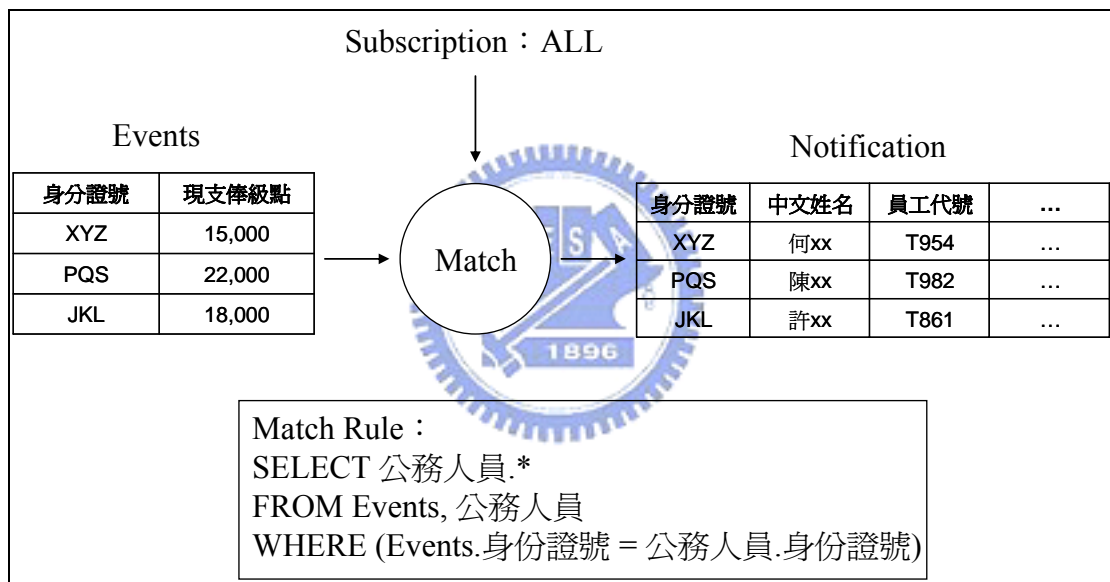 Subscription：ALL
Events
身分證號 現支俸級點
XYZ 15,000
PQS 22,000
JKL 18,000
Match
Notification
身分證號 中文姓名 員工代號 …
XYZ 何xx T954 …
PQS 陳xx T982 …
JKL 許xx T861 …
E S A
1896
Match Rule：
SELECT 公務人員.*
FROM Events, 公務人員
WHERE (Events.身份證號 = 公務人員.身份證號)